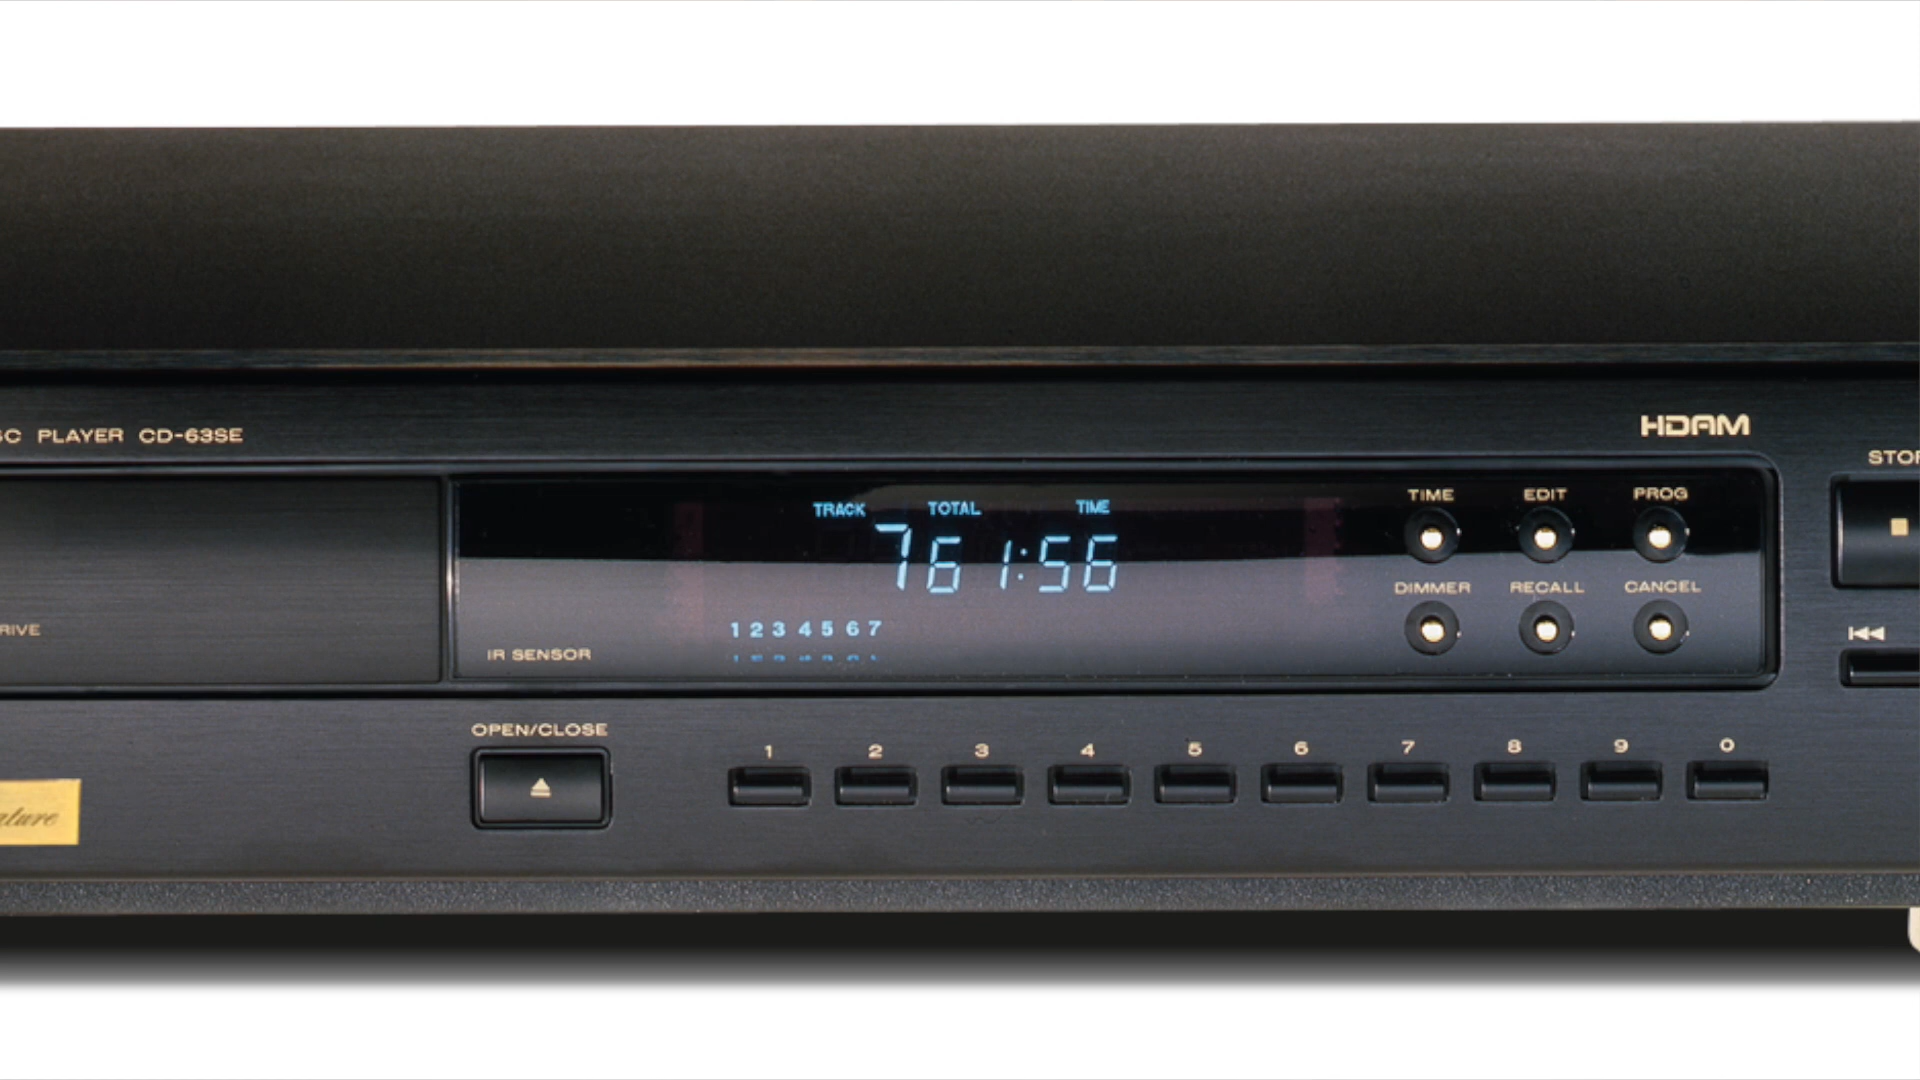 PLAYER CD-63SE
HDAM
STOP
TRACK TOTAL TIME
7 61:56
1 2 3 4 5 6 7
TIME EDIT PROG
DIMMER RECALL CANCEL
IR SENSOR
OPEN/CLOSE
1 2 3 4 5 6 7 8 9 0